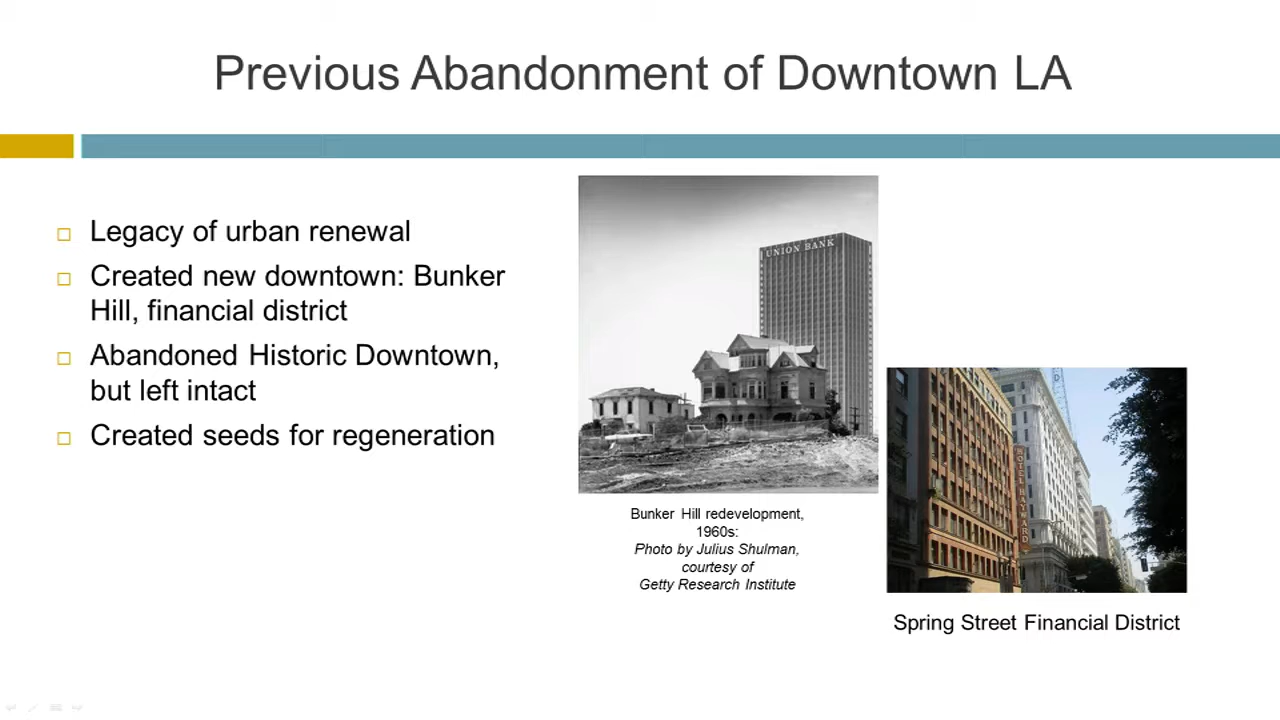 Previous Abandonment of Downtown LA
Legacy of urban renewal
Created new downtown: Bunker
Hill, financial district
Abandoned Historic Downtown,
but left intact
Created seeds for regeneration
UNION BANK
Bunker Hill redevelopment,
1960s:
Photo by Julius Shulman,
courtesy of
Getty Research Institute
HOTEL HAYWARD
Spring Street Financial District